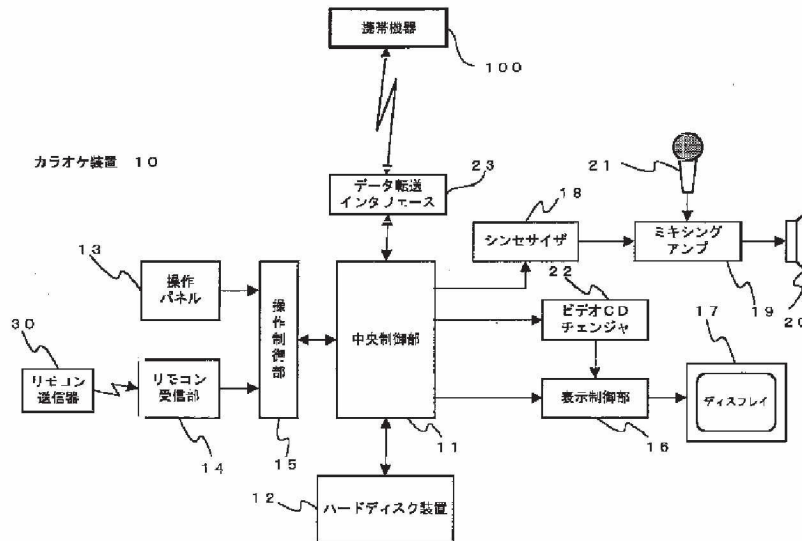 携帯機器
100
カラオケ装置 10
データ転送
インタフェース
23
21
18
シンセサイザ
ミキシング
アンプ
13
操作
パネル
操作制御部
中央制御部
22
ビデオCD
チェンジャ
19
20
17
30
リモコン
送信器
リモコン
受信部
表示制御部
ディスプレイ
14
15
11
16
12
ハードディスク装置